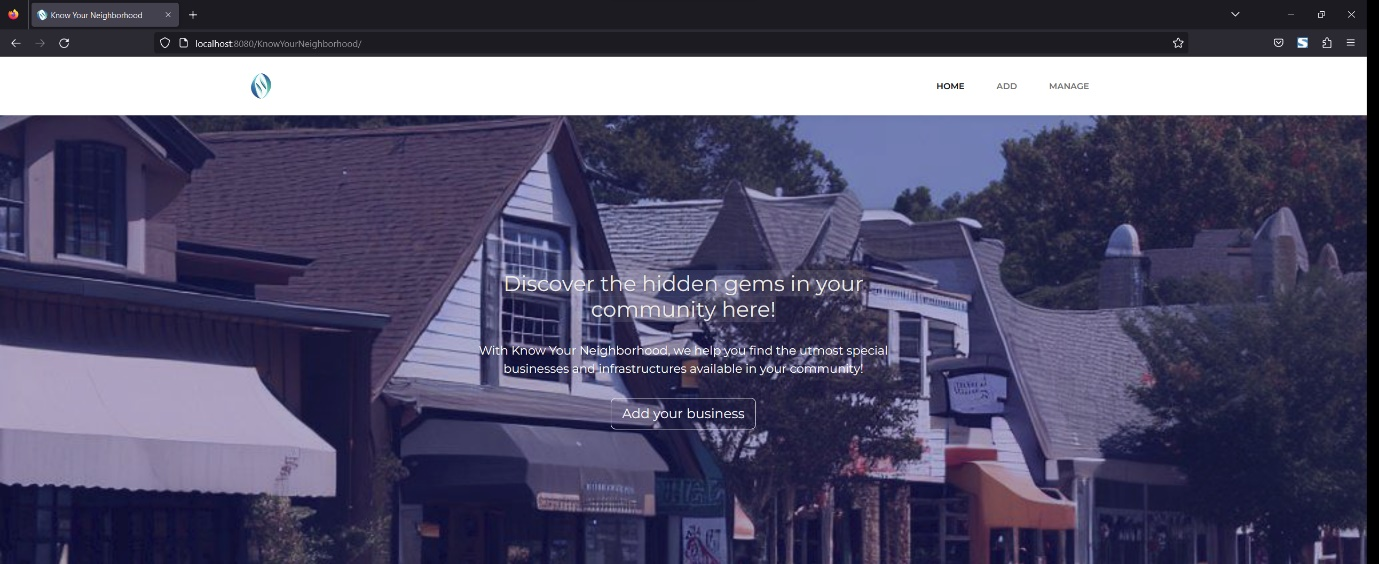 Know Your Neighborhood
localhost:8080/KnowYourNeighborhood/
HOME ADD MANAGE
Discover the hidden gems in your
community here!
With Know Your Neighborhood, we help you find the utmost special
businesses and infrastructures available in your community!
Add your business